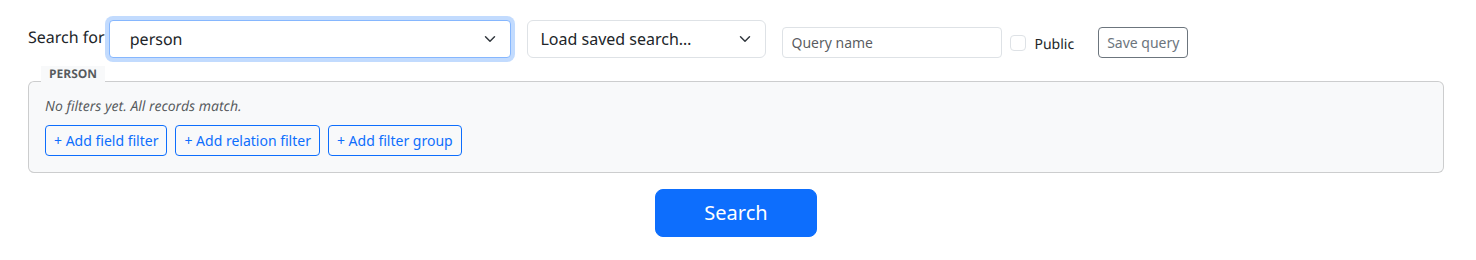 Search for person Load saved search... Query name Public Save query
PERSON
No filters yet. All records match.
+ Add field filter + Add relation filter + Add filter group
Search